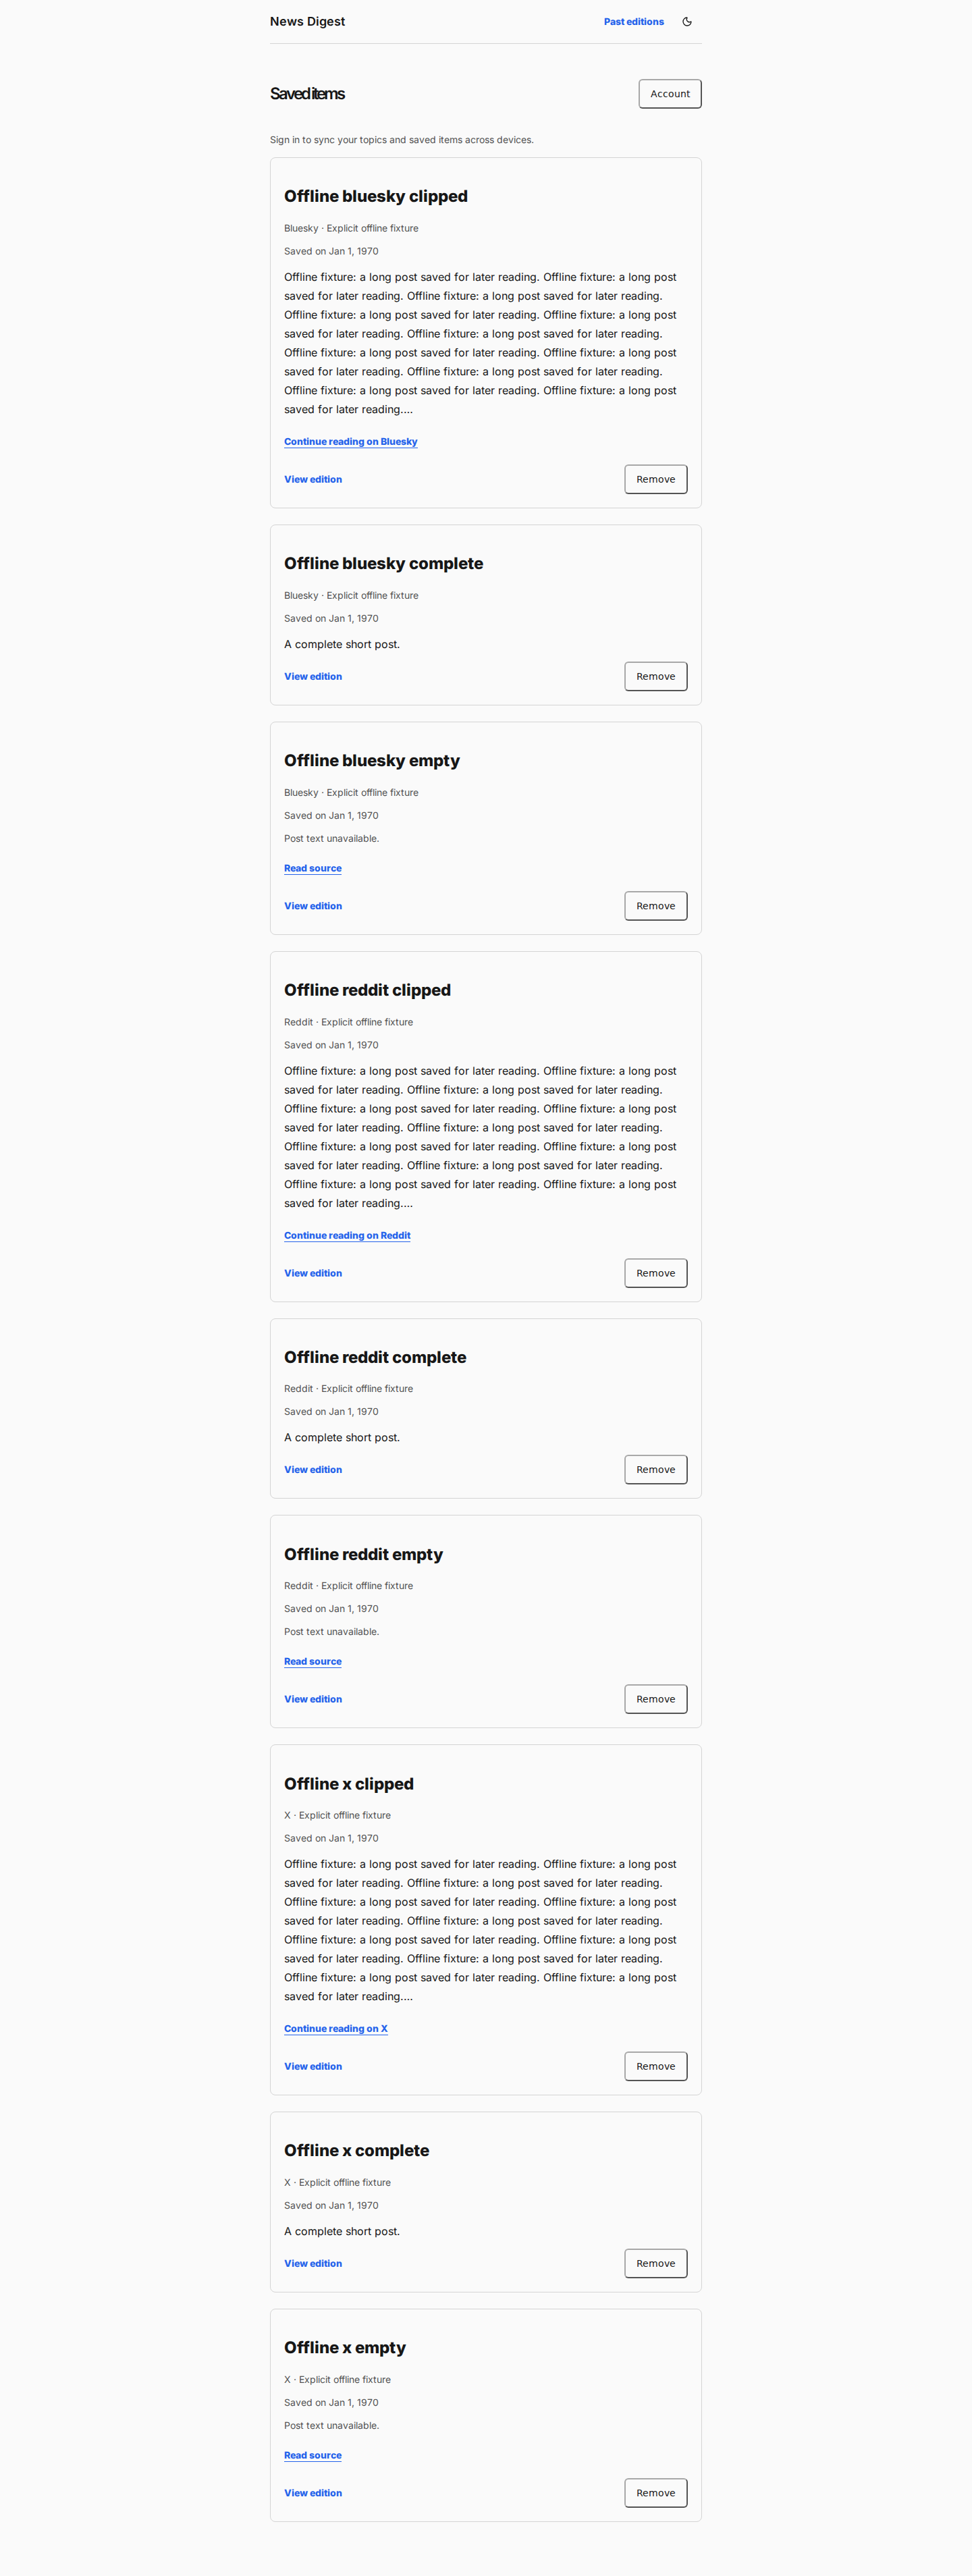 News Digest
Past editions
Saved items
Account
Sign in to sync your topics and saved items across devices.
Offline bluesky clipped
Bluesky · Explicit offline fixture
Saved on Jan 1, 1970
Offline fixture: a long post saved for later reading. Offline fixture: a long post
saved for later reading. Offline fixture: a long post saved for later reading.
Offline fixture: a long post saved for later reading. Offline fixture: a long post
saved for later reading. Offline fixture: a long post saved for later reading.
Offline fixture: a long post saved for later reading. Offline fixture: a long post
saved for later reading. Offline fixture: a long post saved for later reading.
Offline fixture: a long post saved for later reading. Offline fixture: a long post
saved for later reading....
Continue reading on Bluesky
View edition
Remove
Offline bluesky complete
Bluesky · Explicit offline fixture
Saved on Jan 1, 1970
A complete short post.
View edition
Remove
Offline bluesky empty
Bluesky · Explicit offline fixture
Saved on Jan 1, 1970
Post text unavailable.
Read source
View edition
Remove
Offline reddit clipped
Reddit · Explicit offline fixture
Saved on Jan 1, 1970
Offline fixture: a long post saved for later reading. Offline fixture: a long post
saved for later reading. Offline fixture: a long post saved for later reading.
Offline fixture: a long post saved for later reading. Offline fixture: a long post
saved for later reading. Offline fixture: a long post saved for later reading.
Offline fixture: a long post saved for later reading. Offline fixture: a long post
saved for later reading. Offline fixture: a long post saved for later reading.
Offline fixture: a long post saved for later reading. Offline fixture: a long post
saved for later reading....
Continue reading on Reddit
View edition
Remove
Offline reddit complete
Reddit · Explicit offline fixture
Saved on Jan 1, 1970
A complete short post.
View edition
Remove
Offline reddit empty
Reddit · Explicit offline fixture
Saved on Jan 1, 1970
Post text unavailable.
Read source
View edition
Remove
Offline x clipped
X · Explicit offline fixture
Saved on Jan 1, 1970
Offline fixture: a long post saved for later reading. Offline fixture: a long post
saved for later reading. Offline fixture: a long post saved for later reading.
Offline fixture: a long post saved for later reading. Offline fixture: a long post
saved for later reading. Offline fixture: a long post saved for later reading.
Offline fixture: a long post saved for later reading. Offline fixture: a long post
saved for later reading. Offline fixture: a long post saved for later reading.
Offline fixture: a long post saved for later reading. Offline fixture: a long post
saved for later reading....
Continue reading on X
View edition
Remove
Offline x complete
X · Explicit offline fixture
Saved on Jan 1, 1970
A complete short post.
View edition
Remove
Offline x empty
X · Explicit offline fixture
Saved on Jan 1, 1970
Post text unavailable.
Read source
View edition
Remove